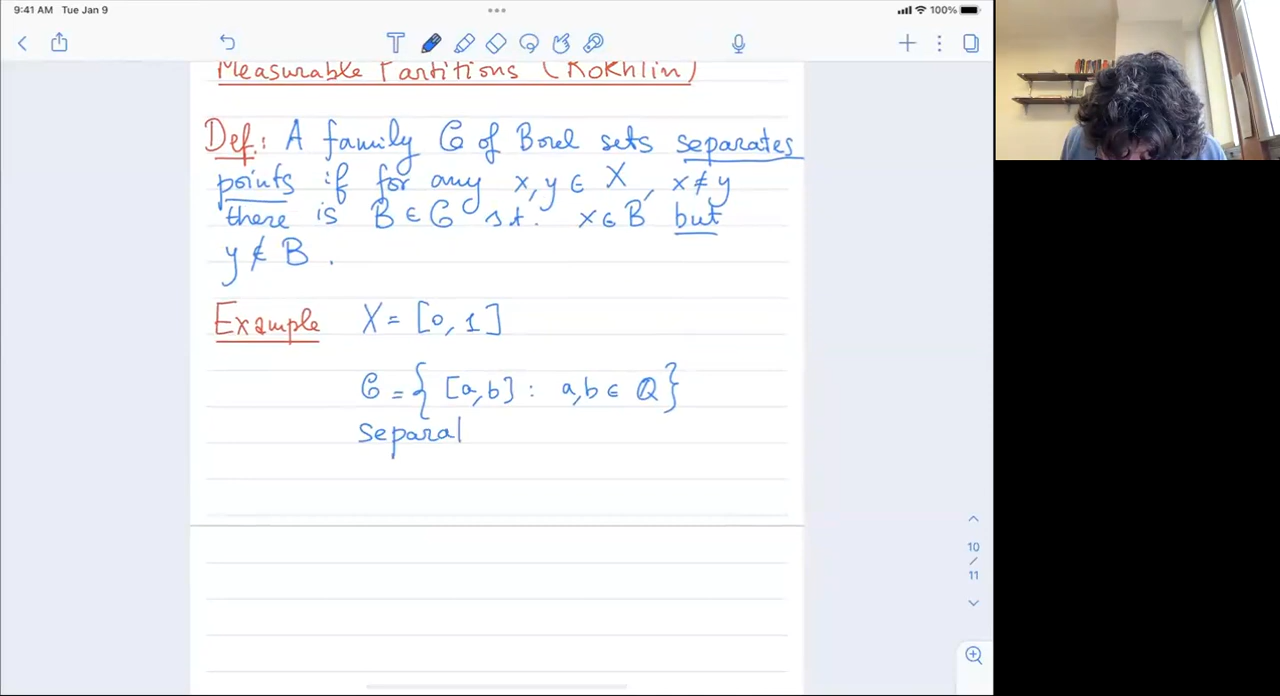 9:41 AM Tue Jan 9
100%
Measurable Partitions (Rokhlin)
Def.: A family C of Borel sets separates
points if for any x, y ∈ X, x ≠ y
there is B ∈ C s.t. x ∈ B but
y ∉ B.
Example X = [0, 1]
C = { [a, b] : a, b ∈ Q }
separat
10
/
11